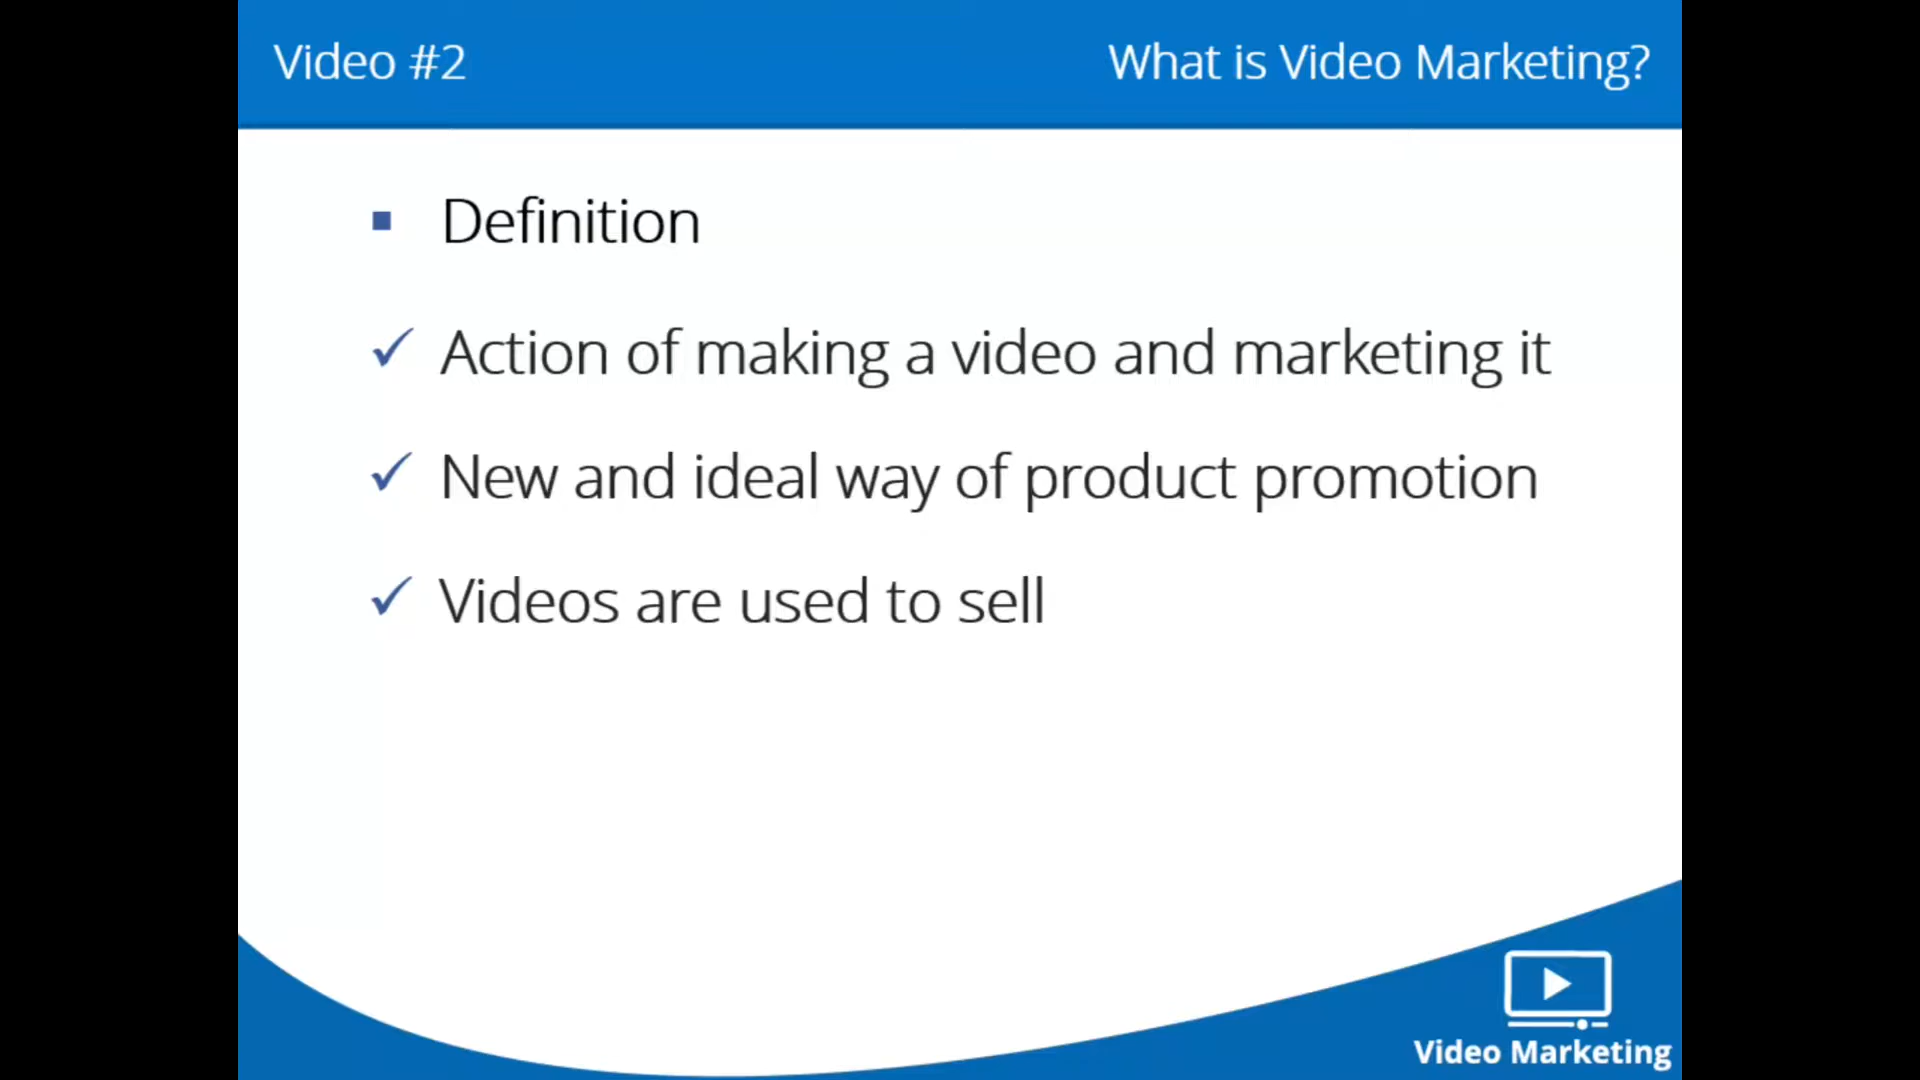 Video #2
What is Video Marketing?
Definition
Action of making a video and marketing it
New and ideal way of product promotion
Videos are used to sell
Video Marketing